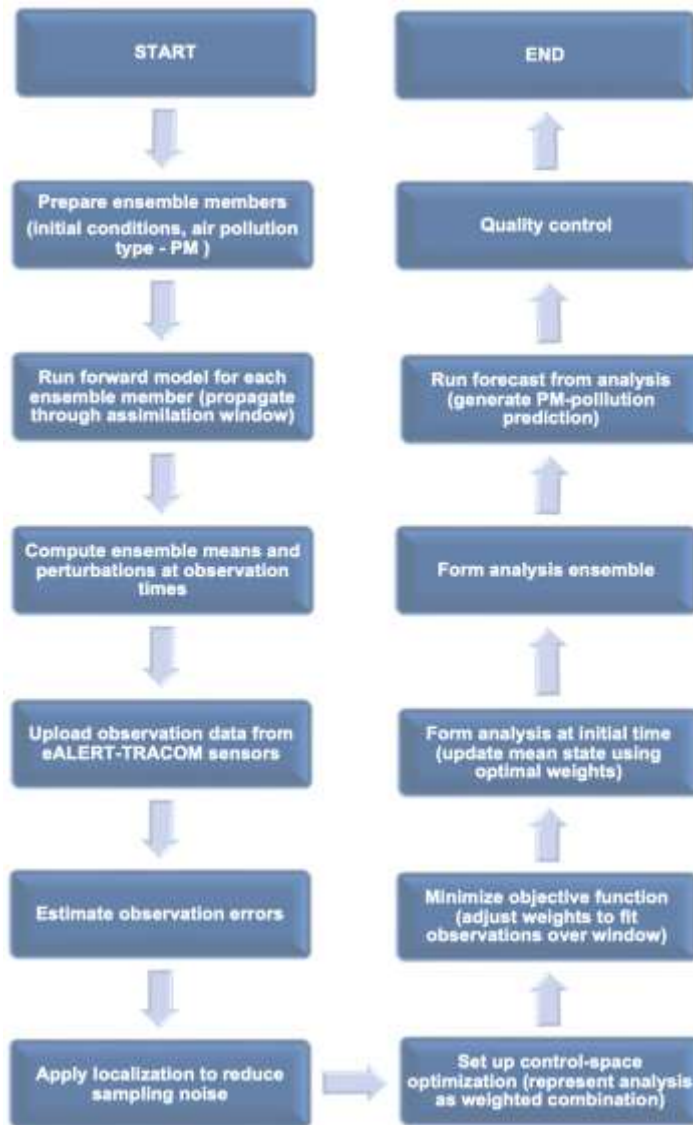 START
Prepare ensemble members
(initial conditions, air pollution
type - PM )
Run forward model for each
ensemble member (propagate
through assimilation window)
Compute ensemble means and
perturbations at observation
times
Upload observation data from
eALERT-TRACOM sensors
Estimate observation errors
Apply localization to reduce
sampling noise
Set up control-space
optimization (represent analysis
as weighted combination)
Minimize objective function
(adjust weights to fit
observations over window)
Form analysis at initial time
(update mean state using
optimal weights)
Form analysis ensemble
Run forecast from analysis
(generate PM-polllution
prediction)
Quality control
END